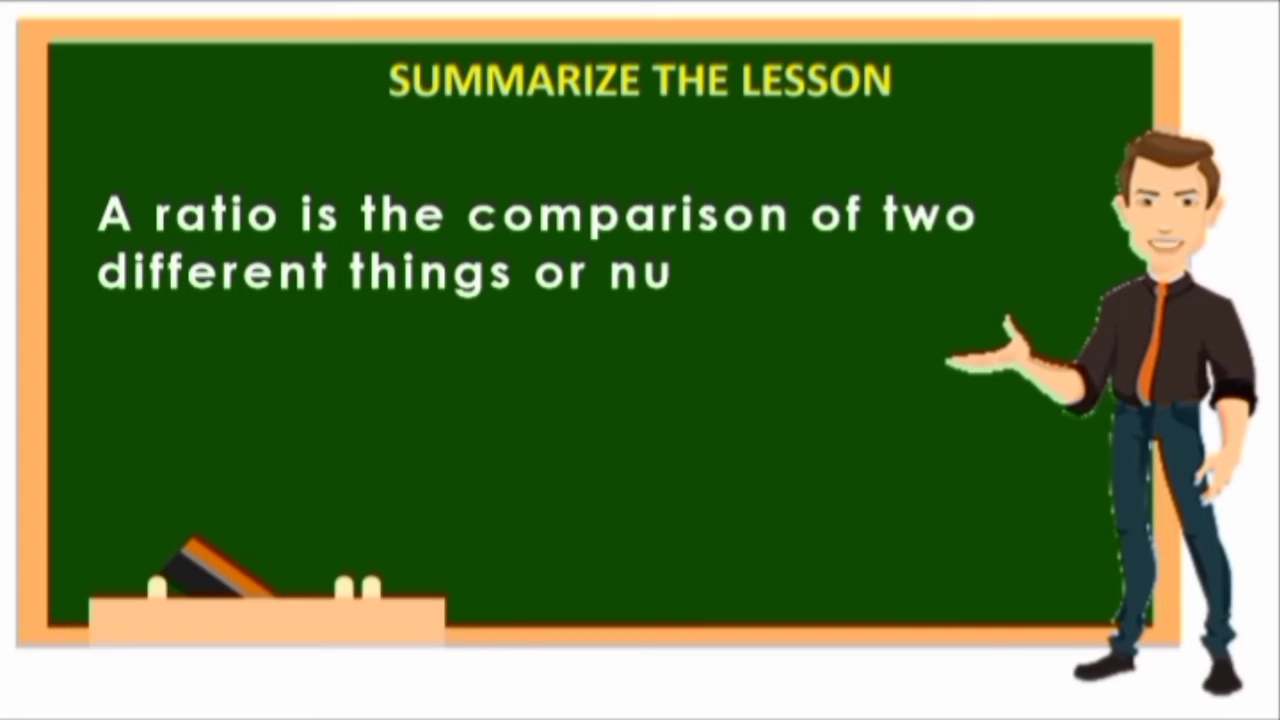 SUMMARIZE THE LESSON
A ratio is the comparison of two
different things or nu